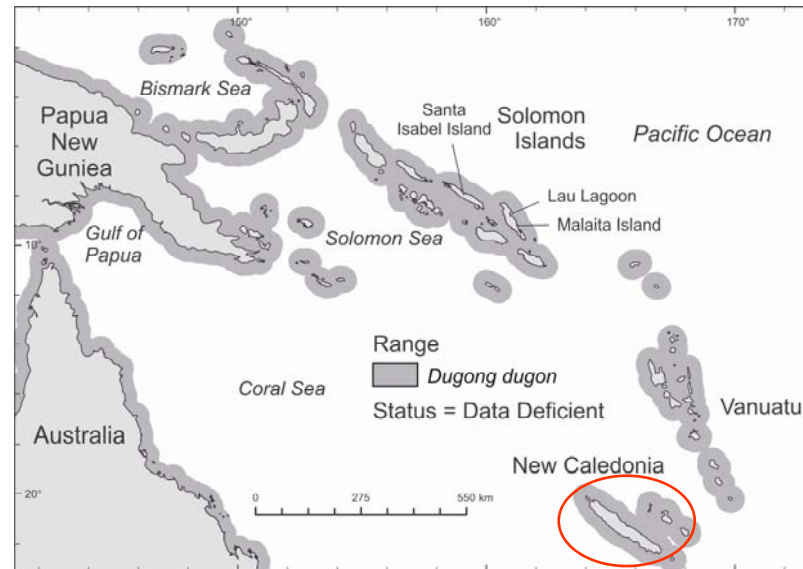 150°
160°
170°
Bismark Sea
Papua
New
Guniea
Santa
Isabel Island
Solomon
Islands
Pacific Ocean
Lau Lagoon
Malaita Island
Gulf of
Papua
Solomon Sea
10°
Range
Dugong dugon
Status = Data Deficient
Coral Sea
Vanuatu
Australia
New Caledonia
20°
0
275
550 km